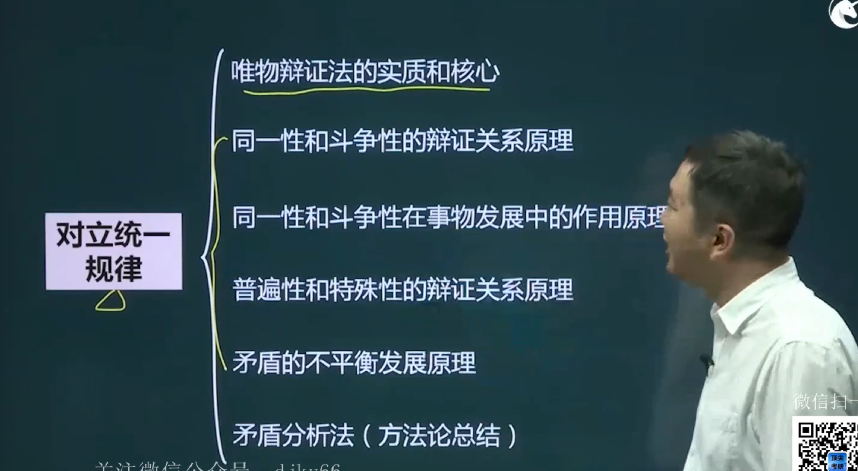 唯物辩证法的实质和核心
同一性和斗争性的辩证关系原理
同一性和斗争性在事物发展中的作用原理
对立统一
规律
普遍性和特殊性的辩证关系原理
矛盾的不平衡发展原理
矛盾分析法（方法论总结）
微信扫一
关注微信公众号
djky66